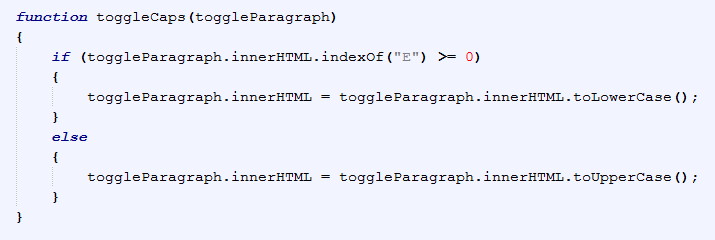 function toggleCaps(toggleParagraph)
{
if (toggleParagraph.innerHTML.indexOf("E") >= 0)
{
toggleParagraph.innerHTML = toggleParagraph.innerHTML.toLowerCase();
}
else
{
toggleParagraph.innerHTML = toggleParagraph.innerHTML.toUpperCase();
}
}